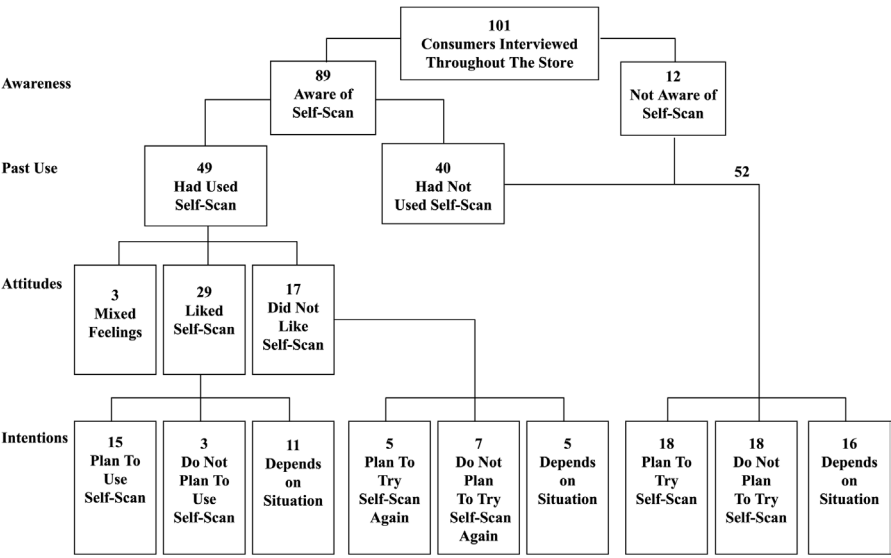 101
Consumers Interviewed
Throughout The Store
Awareness
89
Aware of
Self-Scan
12
Not Aware of
Self-Scan
Past Use
49
Had Used
Self-Scan
40
Had Not
Used Self-Scan
52
Attitudes
3
Mixed
Feelings
29
Liked
Self-Scan
17
Did Not
Like
Self-Scan
Intentions
15
Plan To
Use
Self-Scan
3
Do Not
Plan To
Use
Self-Scan
11
Depends
on
Situation
5
Plan To
Try
Self-Scan
Again
7
Do Not
Plan
To Try
Self-Scan
Again
5
Depends
on
Situation
18
Plan To
Try
Self-Scan
18
Do Not
Plan
To Try
Self-Scan
16
Depends
on
Situation